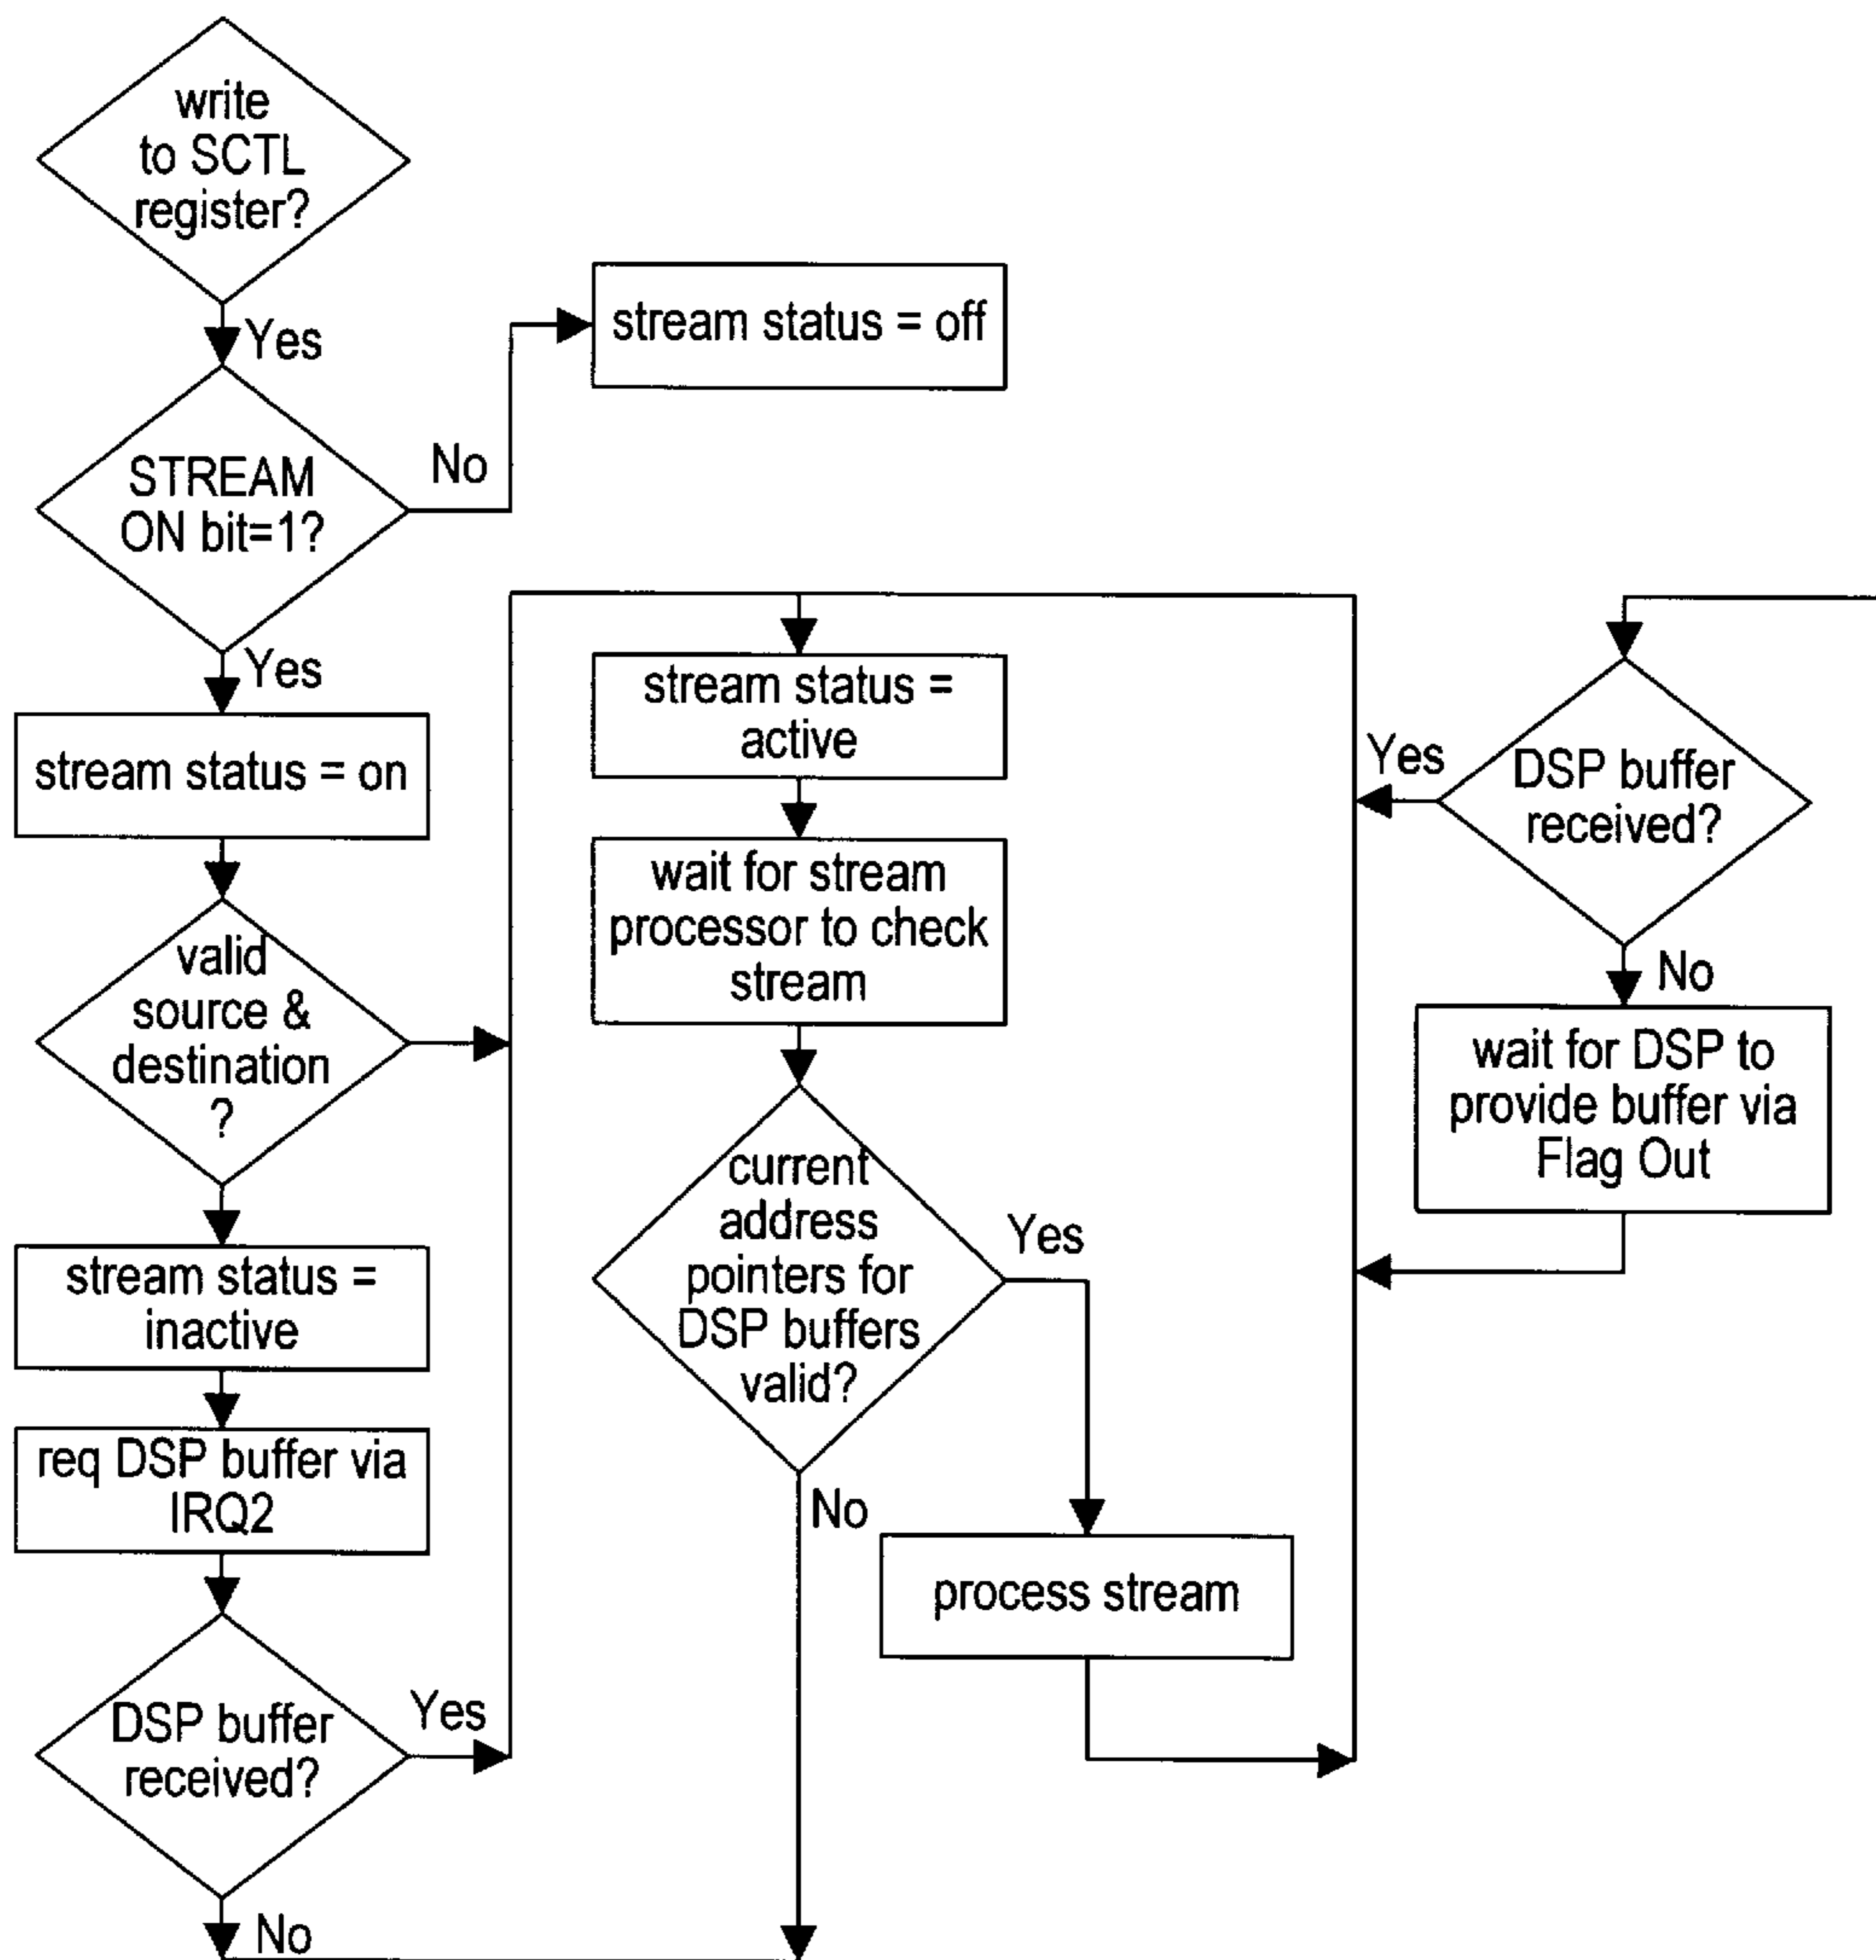 write
to SCTL
register?
Yes
stream status = off
No
STREAM
ON bit=1?
Yes
stream status = on
valid
source &
destination
?
stream status =
inactive
req DSP buffer via
IRQ2
DSP buffer
received?
Yes
No
stream status =
active
wait for stream
processor to check
stream
current
address
pointers for
DSP buffers
valid?
Yes
No
process stream
Yes
DSP buffer
received?
No
wait for DSP to
provide buffer via
Flag Out